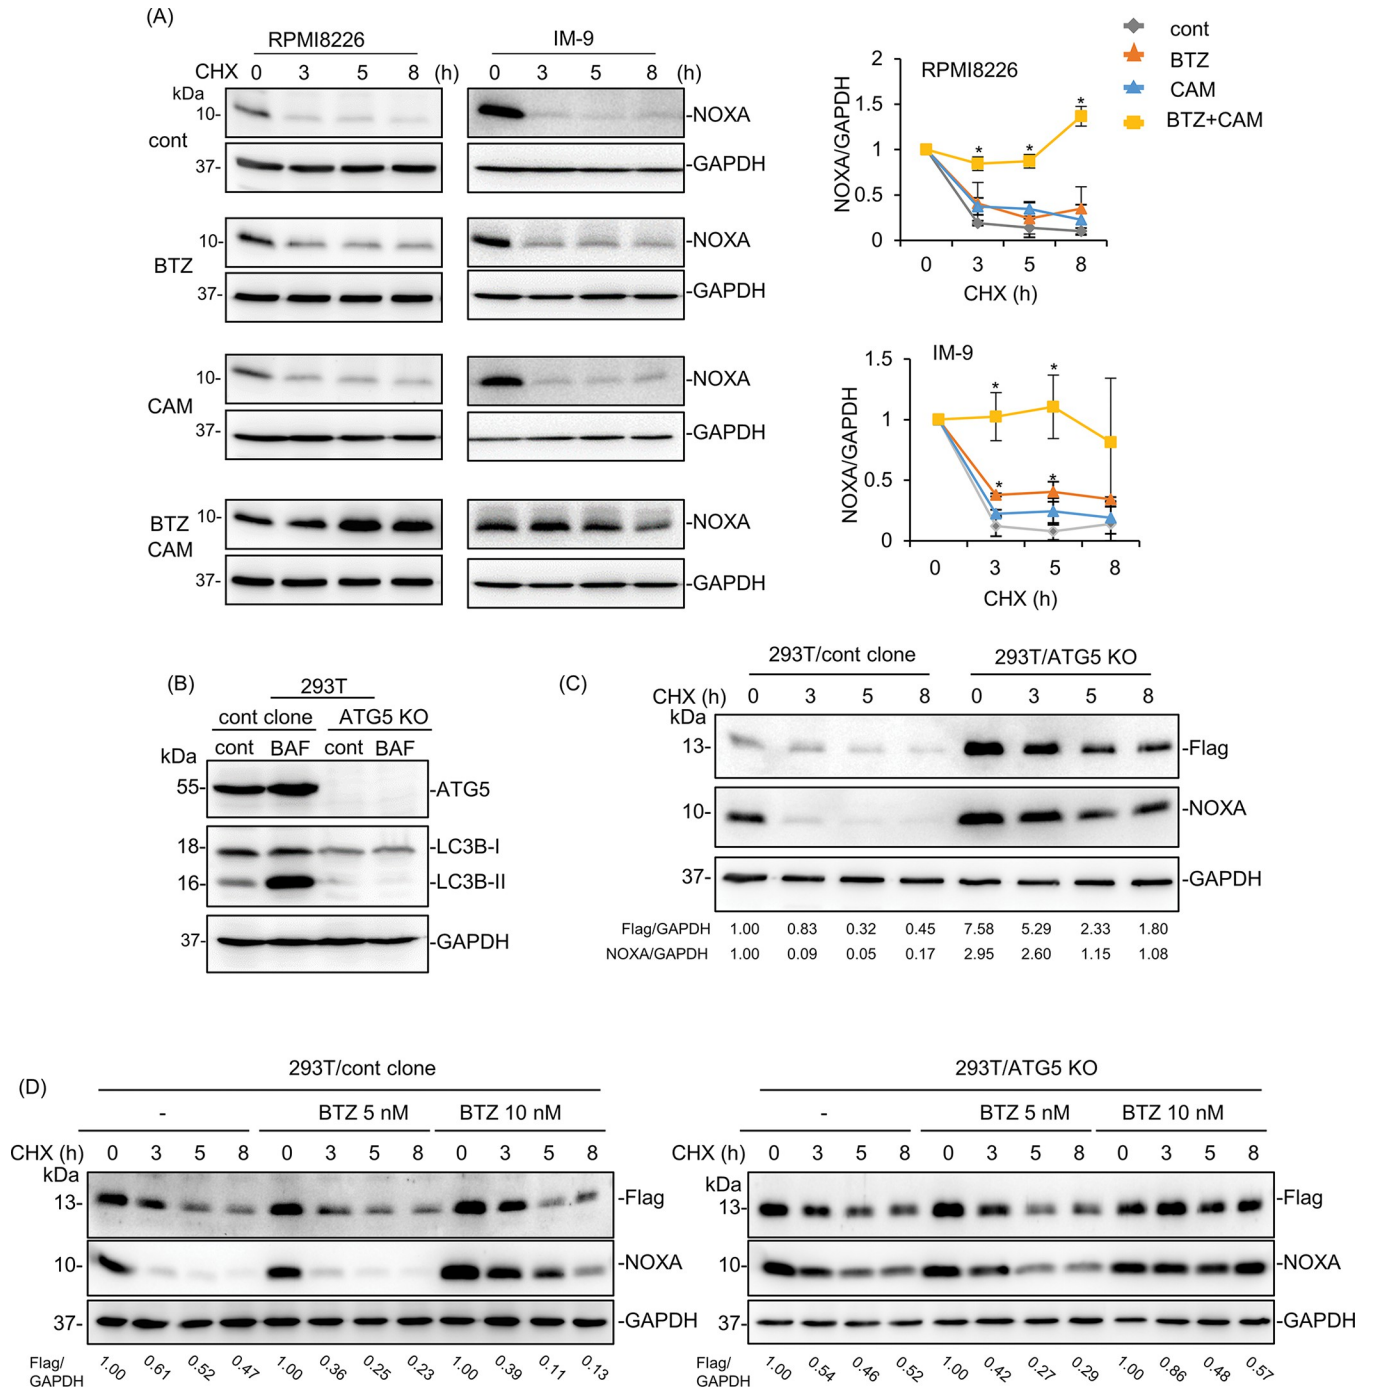 (A)
RPMI8226
IM-9
CHX 0 3 5 8 (h) 0 3 5 8 (h)
kDa
cont
10-
-NOXA
37-
-GAPDH
BTZ
10-
-NOXA
37-
-GAPDH
CAM
10-
-NOXA
37-
-GAPDH
BTZ
CAM
10-
-NOXA
37-
-GAPDH
cont
BTZ
CAM
BTZ+CAM
RPMI8226
NOXA/GAPDH
2
1.5
1
0.5
0
* * *
0 3 5 8
CHX (h)
IM-9
NOXA/GAPDH
1.5
1
0.5
0
* *
* *
0 3 5 8
CHX (h)
(B)
293T
cont clone ATG5 KO
cont BAF cont BAF
kDa
55- -ATG5
18- -LC3B-I
16- -LC3B-II
37- -GAPDH
(C)
293T/cont clone 293T/ATG5 KO
CHX (h) 0 3 5 8 0 3 5 8
kDa
13- -Flag
10- -NOXA
37- -GAPDH
Flag/GAPDH 1.00 0.83 0.32 0.45 7.58 5.29 2.33 1.80
NOXA/GAPDH 1.00 0.09 0.05 0.17 2.95 2.60 1.15 1.08
(D)
293T/cont clone
- BTZ 5 nM BTZ 10 nM
CHX (h) 0 3 5 8 0 3 5 8 0 3 5 8
kDa
13- -Flag
10- -NOXA
37- -GAPDH
Flag/
GAPDH
1.00 0.61 0.52 0.47 1.00 0.36 0.25 0.23 1.00 0.39 0.11 0.13
293T/ATG5 KO
- BTZ 5 nM BTZ 10 nM
CHX (h) 0 3 5 8 0 3 5 8 0 3 5 8
kDa
13- -Flag
10- -NOXA
37- -GAPDH
Flag/
GAPDH
1.00 0.54 0.46 0.52 1.00 0.42 0.27 0.29 1.00 0.86 0.48 0.57